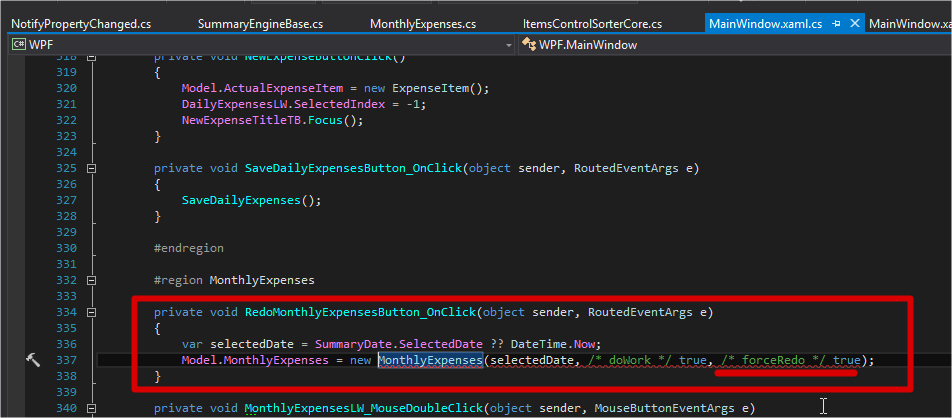 NotifyPropertyChanged.cs SummaryEngineBase.cs MonthlyExpenses.cs ItemsControlSorterCore.cs MainWindow.xaml.cs MainWindow.xa
C# WPF WPF.MainWindow
318 private void NewExpenseButtonClick()
319 {
320 Model.ActualExpenseItem = new ExpenseItem();
321 DailyExpensesLW.SelectedIndex = -1;
322 NewExpenseTitleTB.Focus();
323 }
324
325 private void SaveDailyExpensesButton_OnClick(object sender, RoutedEventArgs e)
326 {
327 SaveDailyExpenses();
328 }
329
330 #endregion
331
332 #region MonthlyExpenses
333
334 private void RedoMonthlyExpensesButton_OnClick(object sender, RoutedEventArgs e)
335 {
336 var selectedDate = SummaryDate.SelectedDate ?? DateTime.Now;
337 Model.MonthlyExpenses = new MonthlyExpenses(selectedDate, /* doWork */ true, /* forceRedo */ true);
338 }
339
340 private void MonthlyExpensesLW_MouseDoubleClick(object sender, MouseButtonEventArgs e)